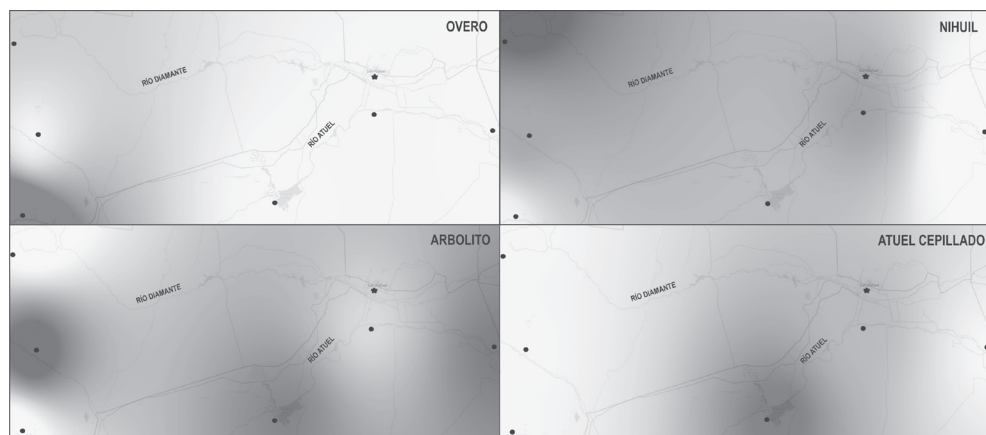 OVERO
RÍO DIAMANTE
RÍO ATUEL
NIHUIL
RÍO DIAMANTE
RÍO ATUEL
ARBOLITO
RÍO DIAMANTE
RÍO ATUEL
ATUEL CEPILLADO
RÍO DIAMANTE
RÍO ATUEL